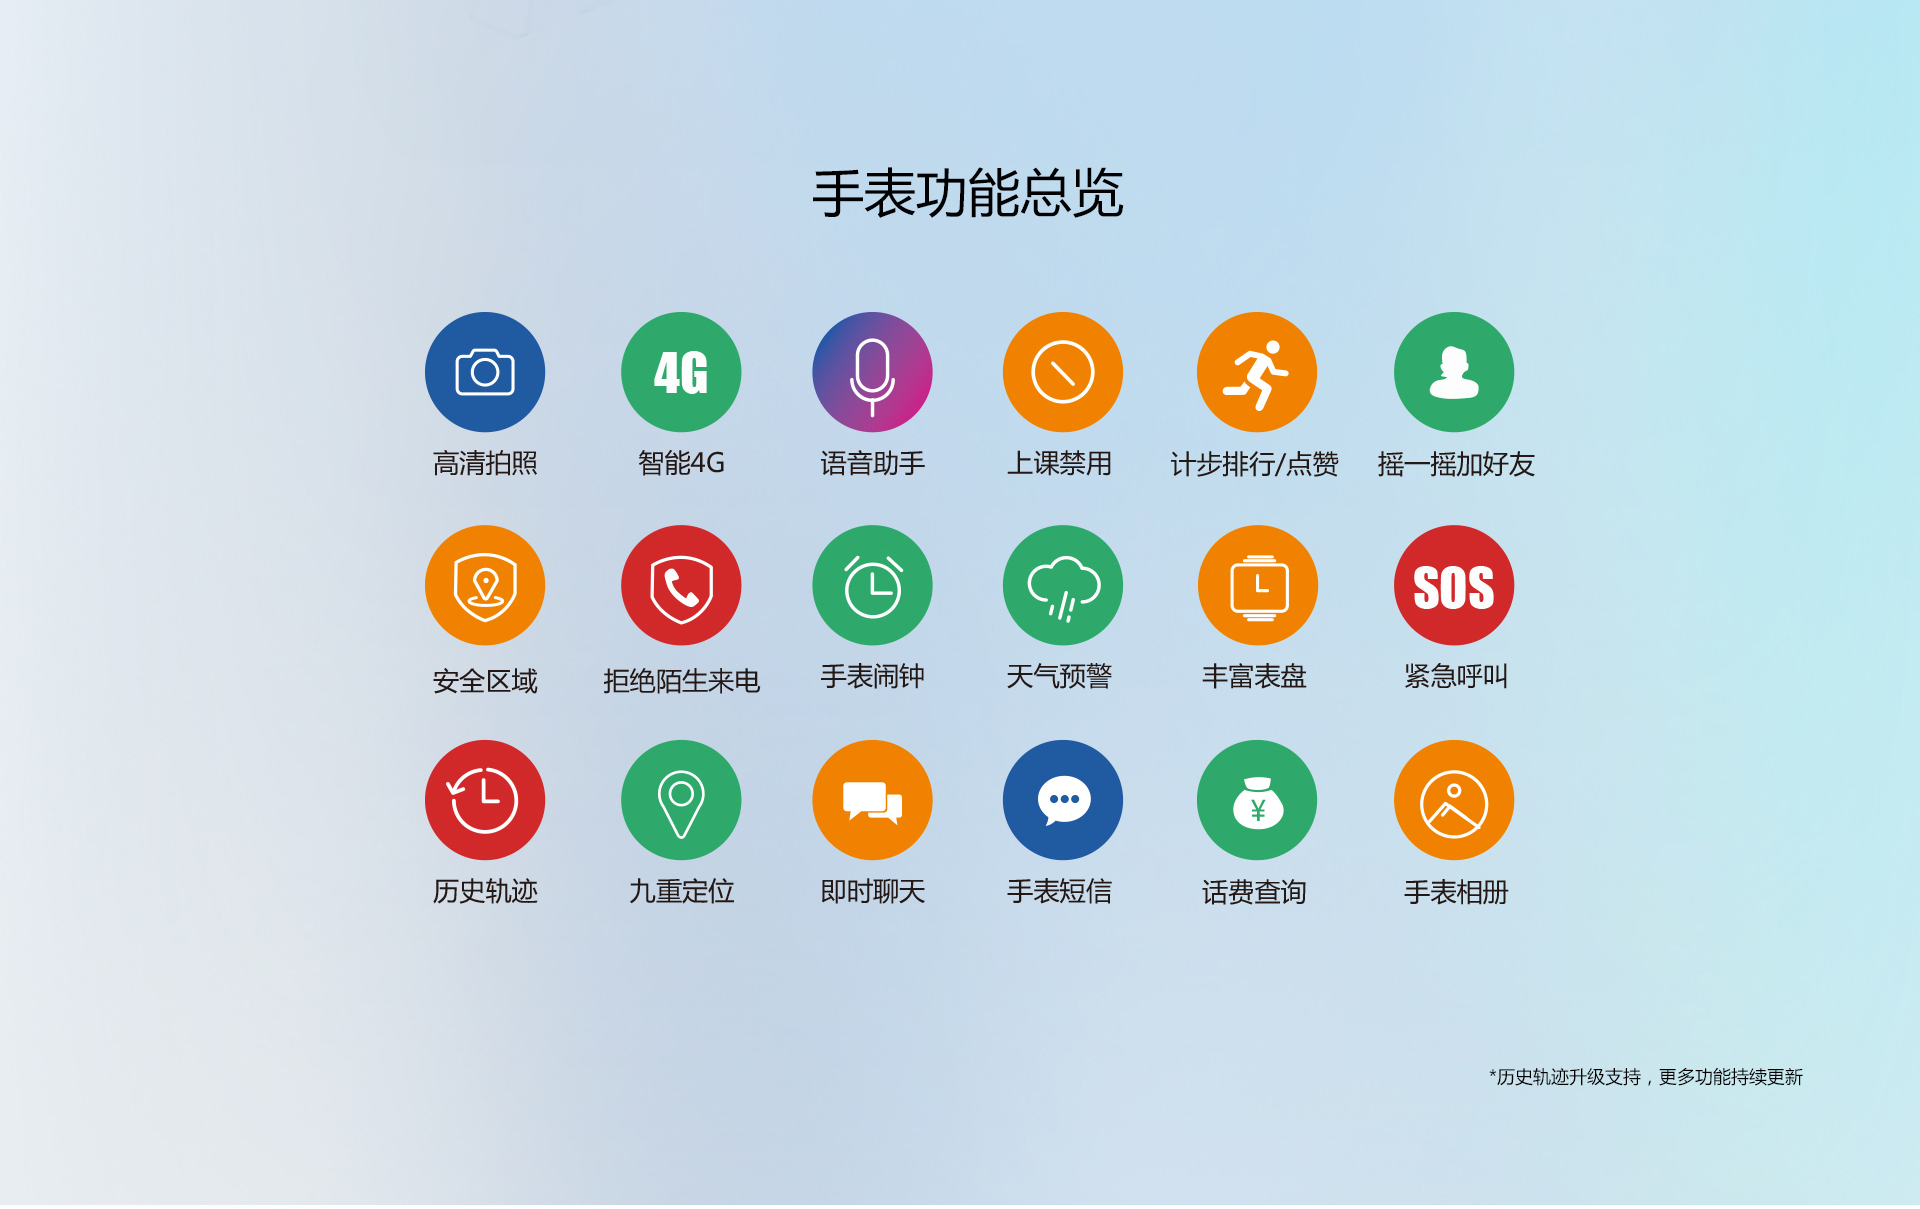 手表功能总览
4G
高清拍照
智能4G
语音助手
上课禁用
计步排行/点赞
摇一摇加好友
SOS
安全区域
拒绝陌生来电
手表闹钟
天气预警
丰富表盘
紧急呼叫
¥
历史轨迹
九重定位
即时聊天
手表短信
话费查询
手表相册
*历史轨迹升级支持，更多功能持续更新